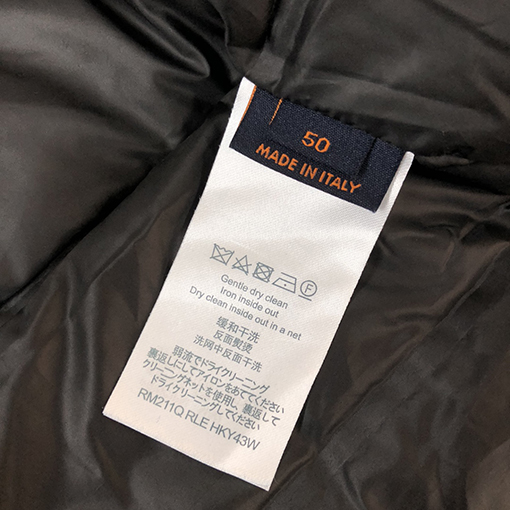 50
MADE IN ITALY
Gentle dry clean
Iron inside out
Dry clean inside out in a net
缓和干洗
反面熨烫
洗网中反面干洗
弱流でドライクリーニング
裏返しにしてアイロンをあててください
クリーニングネットを使用し、裏返して
ドライクリーニングしてください
RM211Q RLE HKY43W